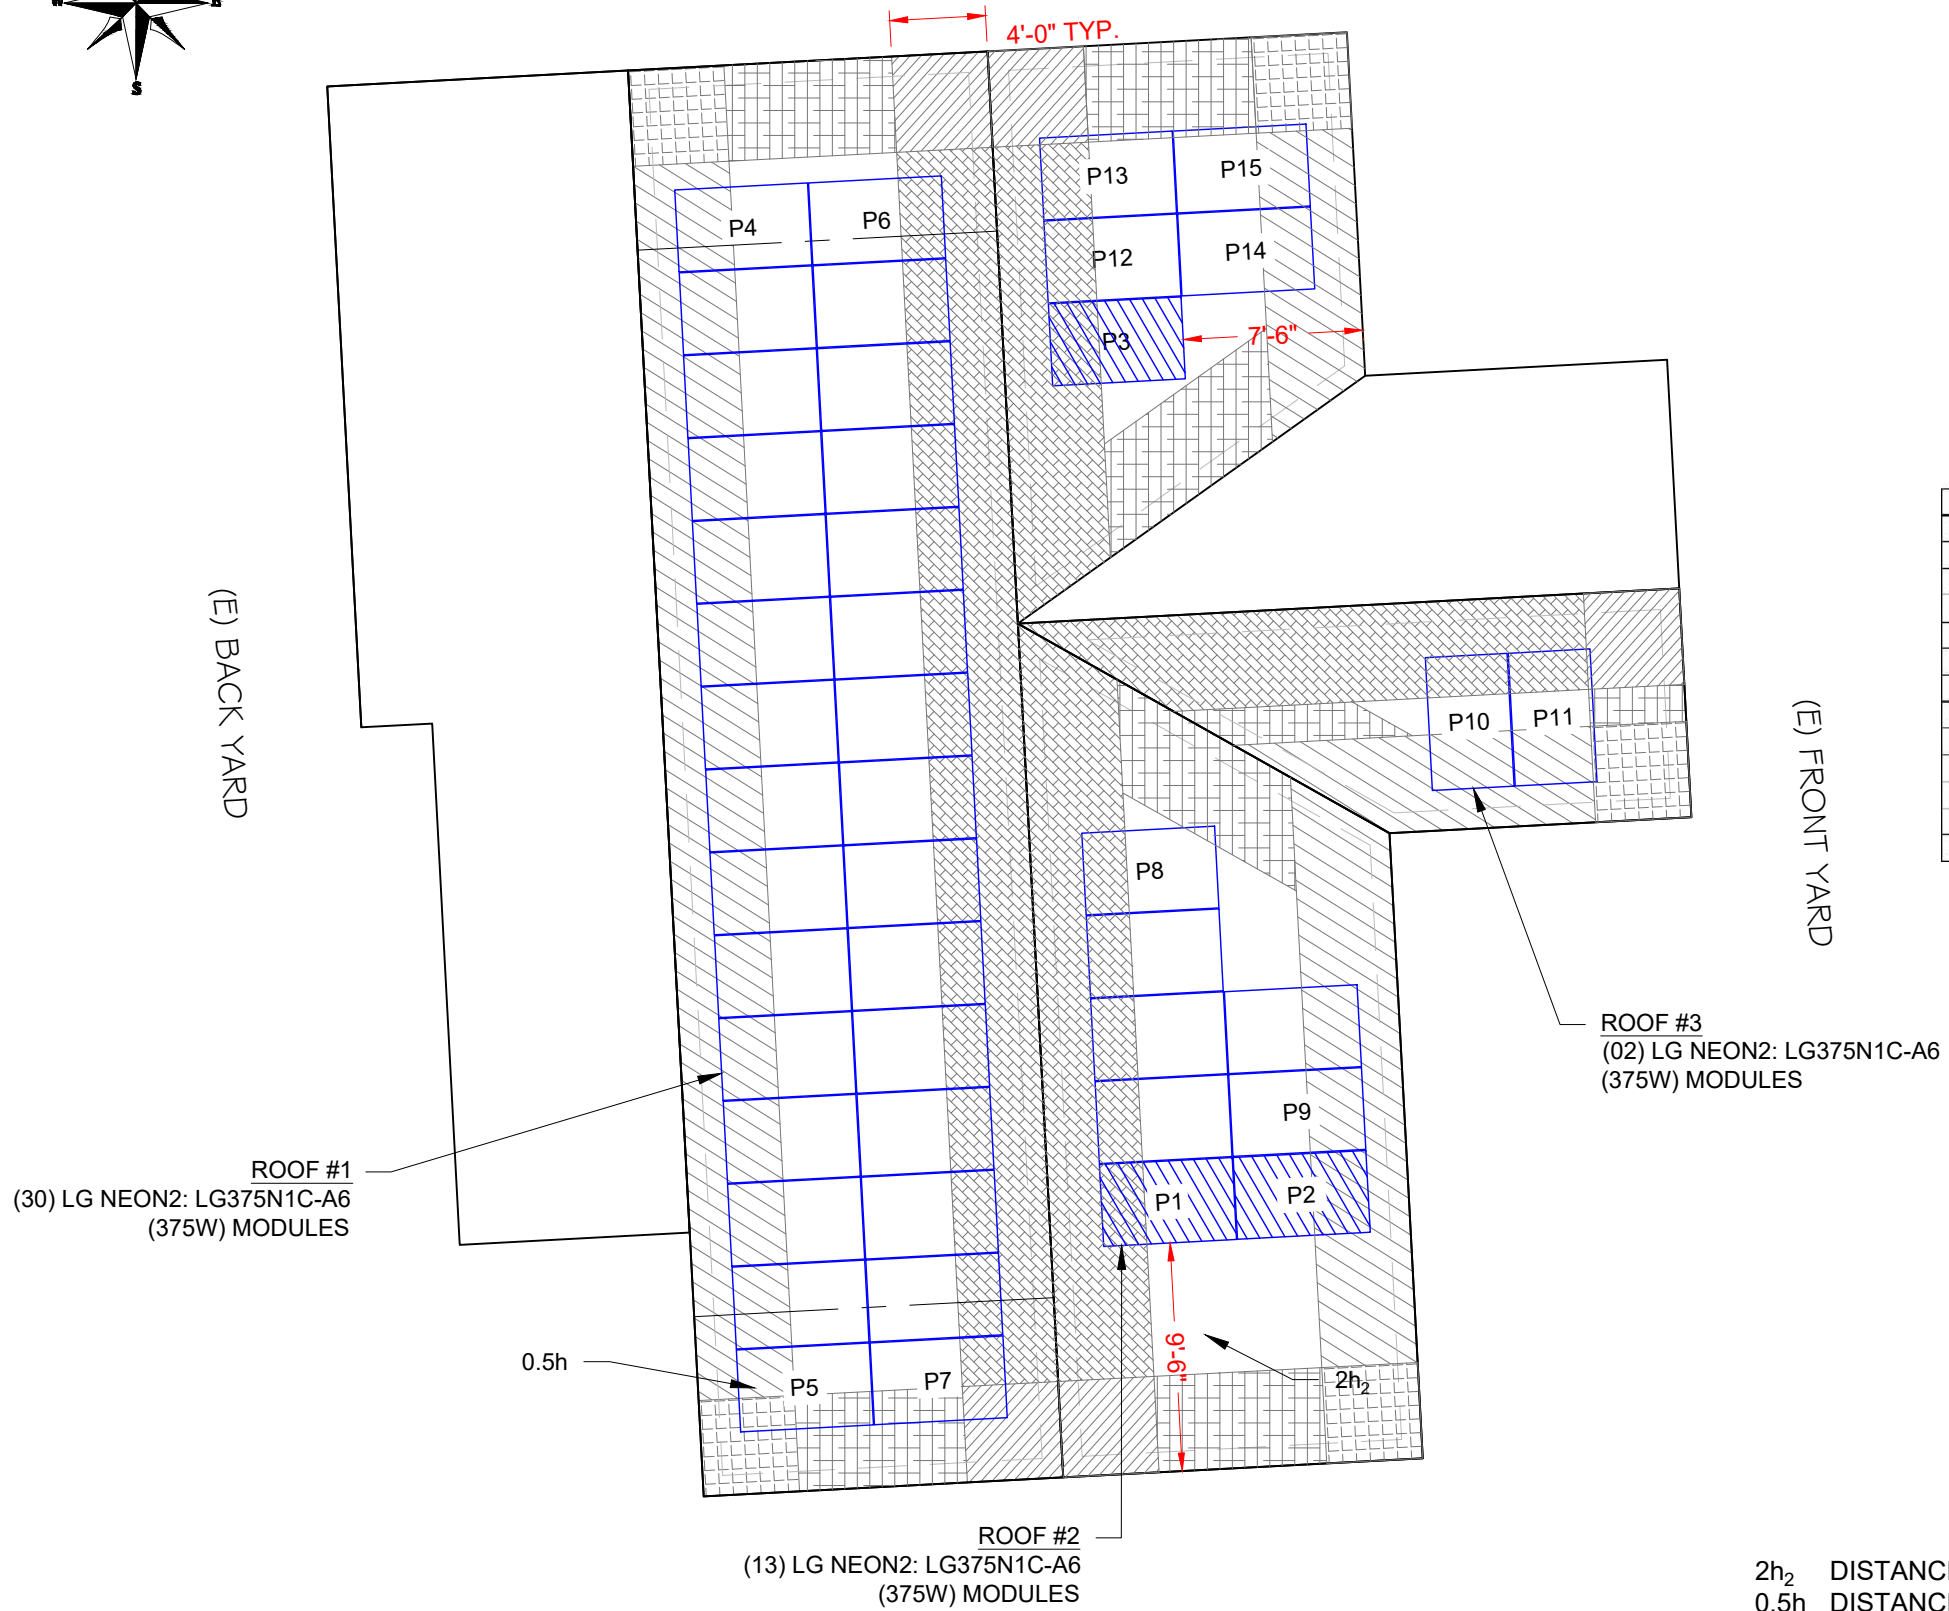 S
4'-0" TYP.
P13
P15
P4
P6
P12
P14
P3
7'-6"
(E) BACK YARD
P10
P11
(E) FRONT YARD
P8
ROOF #3
(02) LG NEON2: LG375N1C-A6
(375W) MODULES
P9
ROOF #1
(30) LG NEON2: LG375N1C-A6
(375W) MODULES
P1
P2
9'-6"
0.5h
P5
P7
2h₂
ROOF #2
(13) LG NEON2: LG375N1C-A6
(375W) MODULES
2h₂ DISTANC
0.5h DISTANC